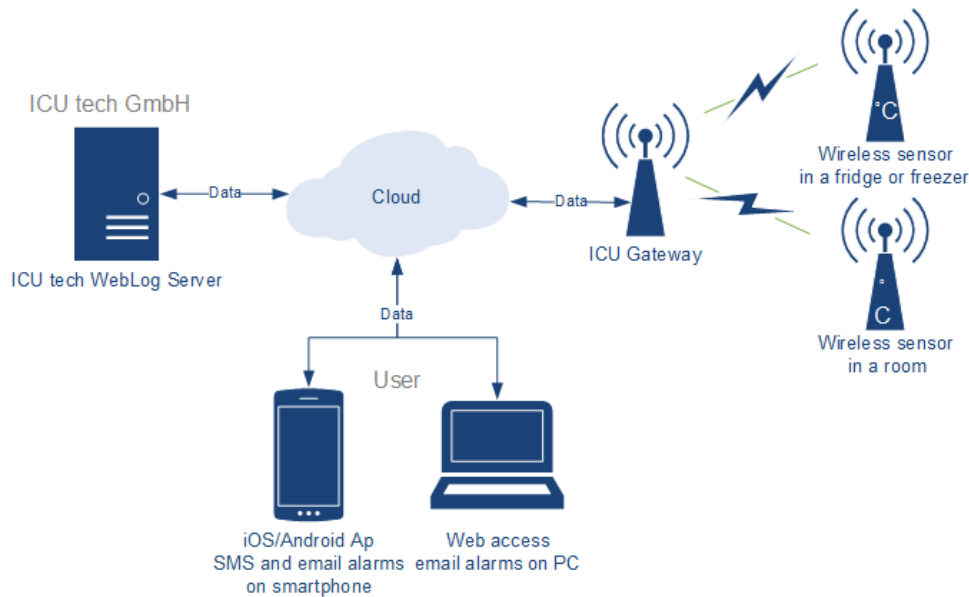 ICU tech GmbH
ICU tech WebLog Server
Data
Cloud
Data
ICU Gateway
°C
Wireless sensor
in a fridge or freezer
°
C
Wireless sensor
in a room
Data
User
iOS/Android Ap
SMS and email alarms
on smartphone
Web access
email alarms on PC